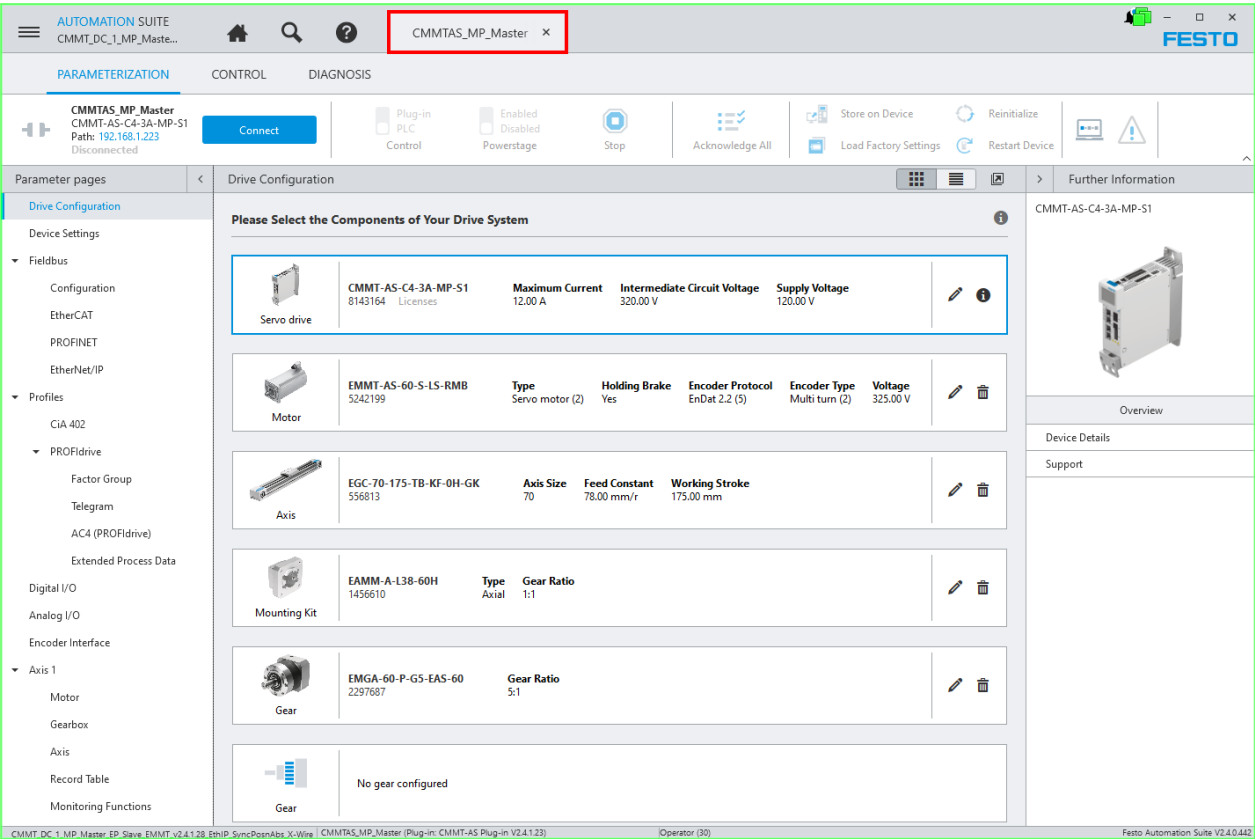 AUTOMATION SUITE
CMMT_DC_1_MP_Maste...
CMMTAS_MP_Master ×
FESTO
PARAMETERIZATION CONTROL DIAGNOSIS
CMMTAS_MP_Master
CMMT-AS-C4-3A-MP-S1
Path: 192.168.1.223
Disconnected
Connect
Plug-in
PLC
Control
Enabled
Disabled
Powerstage
Stop
Acknowledge All
Store on Device
Load Factory Settings
Reinitialize
Restart Device
Parameter pages
Drive Configuration
Device Settings
Fieldbus
Configuration
EtherCAT
PROFINET
EtherNet/IP
Profiles
CiA 402
PROFIdrive
Factor Group
Telegram
AC4 (PROFIdrive)
Extended Process Data
Digital I/O
Analog I/O
Encoder Interface
Axis 1
Motor
Gearbox
Axis
Record Table
Monitoring Functions
Drive Configuration
Please Select the Components of Your Drive System
Servo drive
CMMT-AS-C4-3A-MP-S1 Maximum Current Intermediate Circuit Voltage Supply Voltage
8143164 Licenses 12.00 A 320.00 V 120.00 V
Motor
EMMT-AS-60-S-LS-RMB Type Holding Brake Encoder Protocol Encoder Type Voltage
5242199 Servo motor (2) Yes EnDat 2.2 (5) Multi turn (2) 325.00 V
Axis
EGC-70-175-TB-KF-0H-GK Axis Size Feed Constant Working Stroke
556813 70 78.00 mm/r 175.00 mm
Mounting Kit
EAMM-A-L38-60H Type Gear Ratio
1456610 Axial 1:1
Gear
EMGA-60-P-G5-EAS-60 Gear Ratio
2297687 5:1
Gear
No gear configured
Further Information
CMMT-AS-C4-3A-MP-S1
Overview
Device Details
Support
CMMT_DC_1_MP_Master_EP_Slave_EMMT_v2.4.1.28_EthIP_SyncPosnAbs_X-Wire CMMTAS_MP_Master (Plug-in: CMMT-AS Plug-in V2.4.1.23) Operator (30) Festo Automation Suite V2.4.0.442